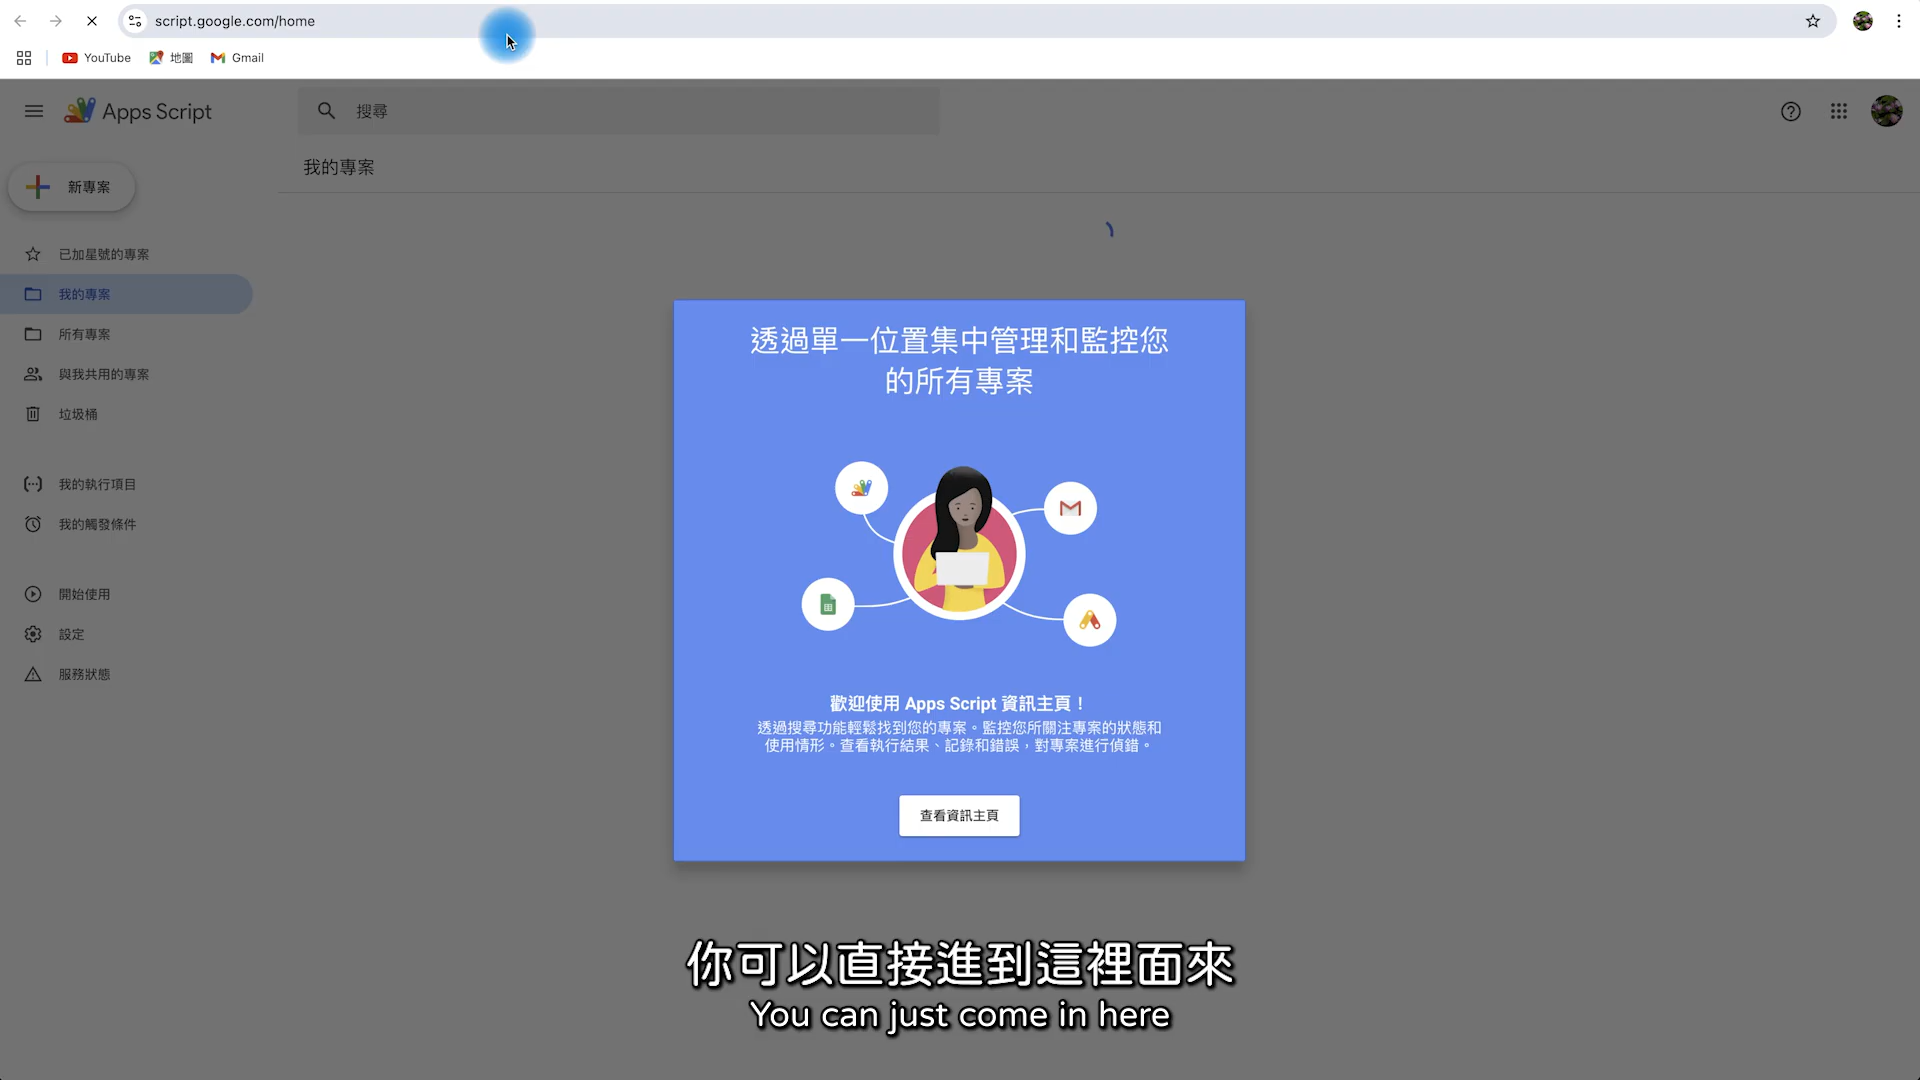 script.google.com/home
YouTube
地圖
Gmail
Apps Script
搜尋
我的專案
新專案
已加星號的專案
我的專案
所有專案
與我共用的專案
垃圾桶
我的執行項目
我的觸發條件
開始使用
設定
服務狀態
透過單一位置集中管理和監控您
的所有專案
歡迎使用 Apps Script 資訊主頁！
透過搜尋功能輕鬆找到您的專案。監控您所關注專案的狀態和
使用情形。查看執行結果、記錄和錯誤，對專案進行偵錯。
查看資訊主頁
你可以直接進到這裡面來
You can just come in here